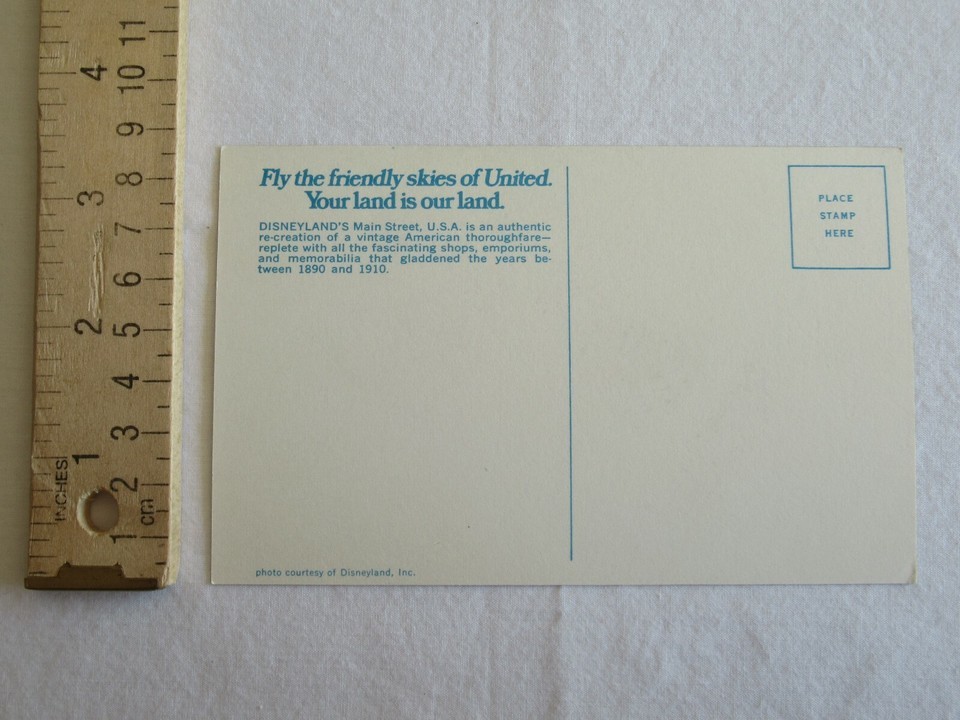 Fly the friendly skies of United.
Your land is our land.
DISNEYLAND'S Main Street, U.S.A. is an authentic
re-creation of a vintage American thoroughfare—
replete with all the fascinating shops, emporiums,
and memorabilia that gladdened the years be-
tween 1890 and 1910.
photo courtesy of Disneyland, Inc.
PLACE
STAMP
HERE
11
4
10
9
8
3
7
6
2
5
4
3
1
INCHES
2
cm
1